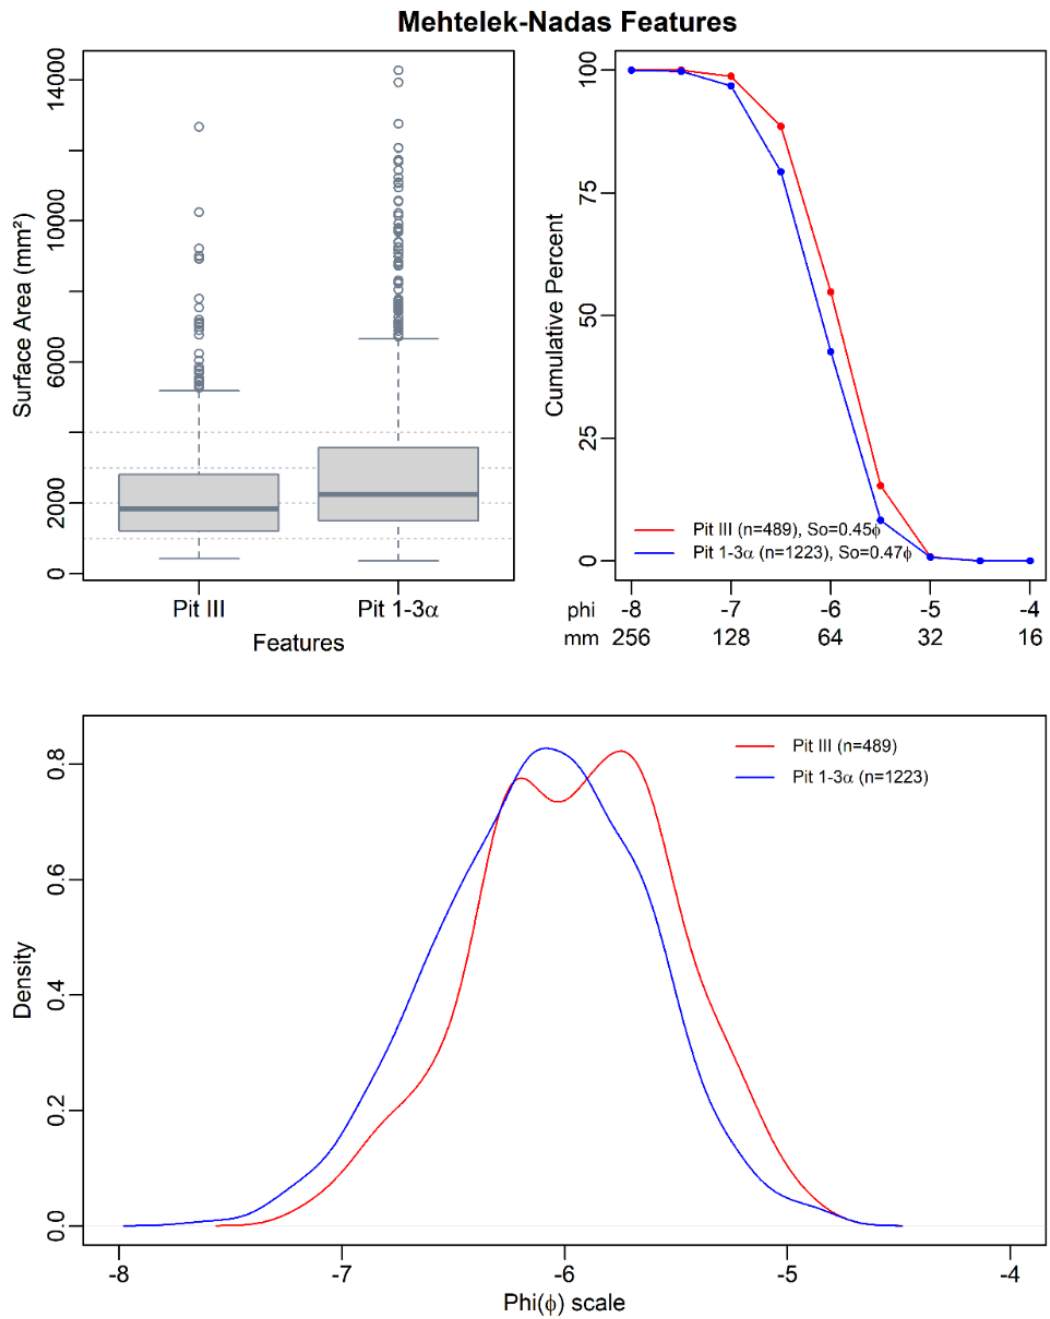 Mehtelek-Nadas Features
Surface Area (mm²)
14000
10000
6000
2000
0
Pit III
Pit 1-3α
Features
Cumulative Percent
100
75
50
25
0
Pit III (n=489), So=0.45ϕ
Pit 1-3α (n=1223), So=0.47ϕ
phi -8 -7 -6 -5 -4
mm 256 128 64 32 16
Density
0.8
0.6
0.4
0.2
0.0
Pit III (n=489)
Pit 1-3α (n=1223)
-8 -7 -6 -5 -4
Phi(ϕ) scale